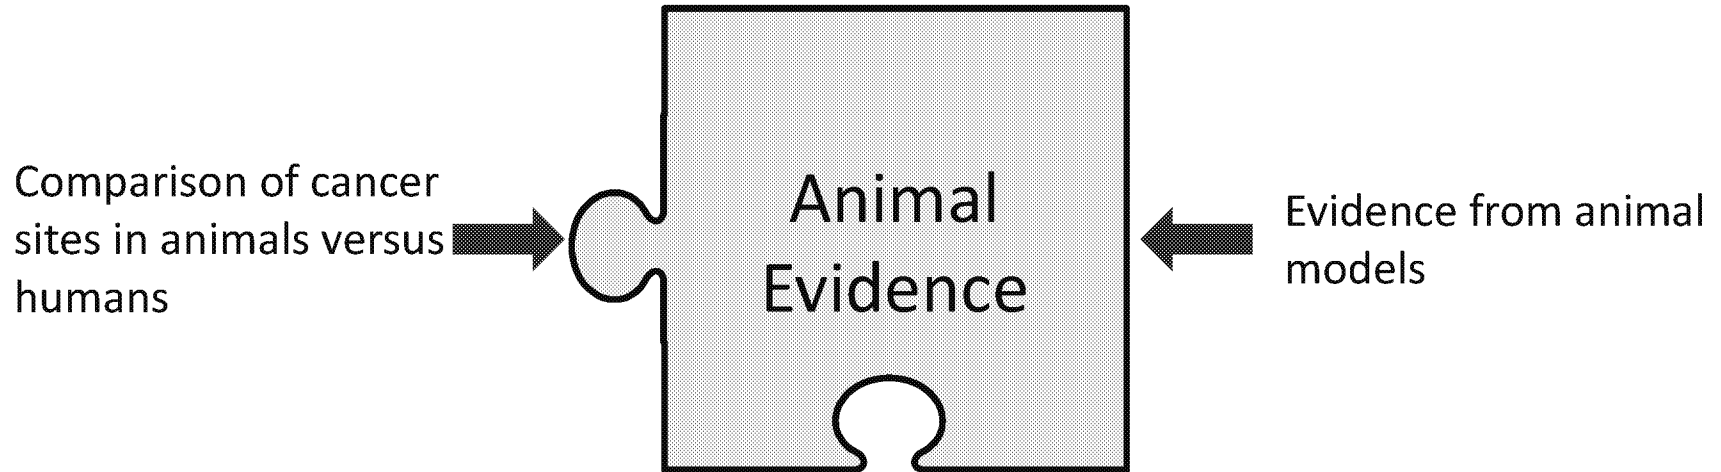 Comparison of cancer
sites in animals versus
humans
Animal
Evidence
Evidence from animal
models